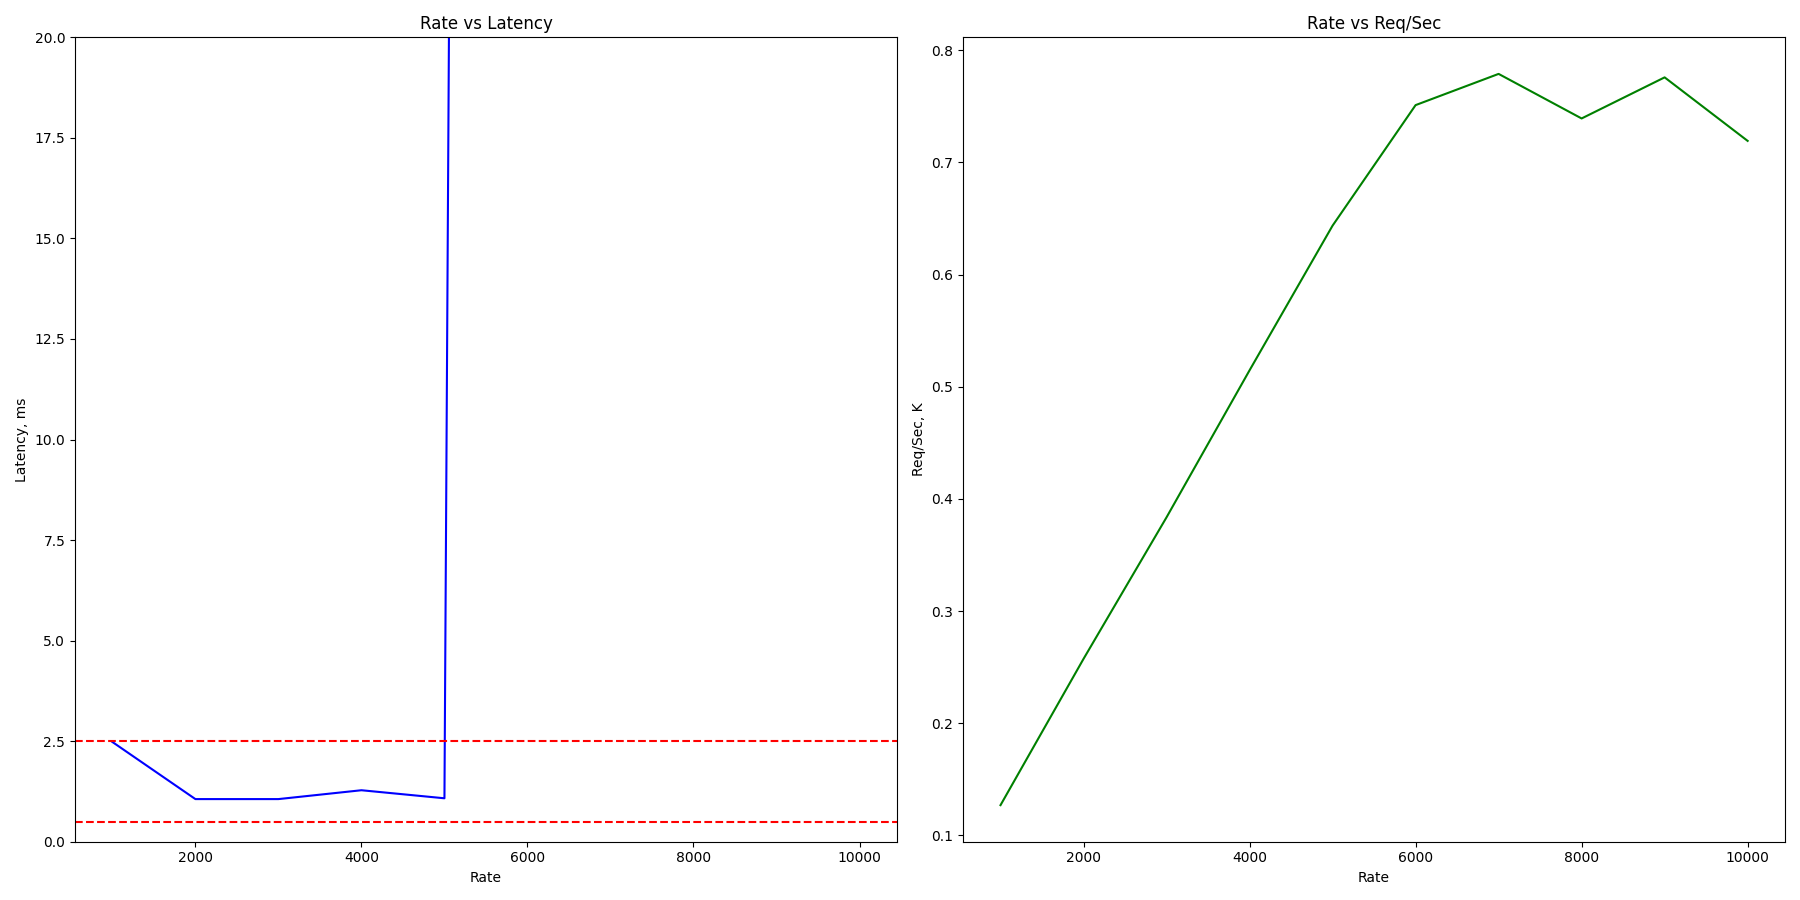 Rate vs Latency
20.0
17.5
15.0
12.5
10.0
7.5
5.0
2.5
0.0
Latency, ms
2000 4000 6000 8000 10000
Rate
Rate vs Req/Sec
0.8
0.7
0.6
0.5
0.4
0.3
0.2
0.1
Req/Sec, K
2000 4000 6000 8000 10000
Rate